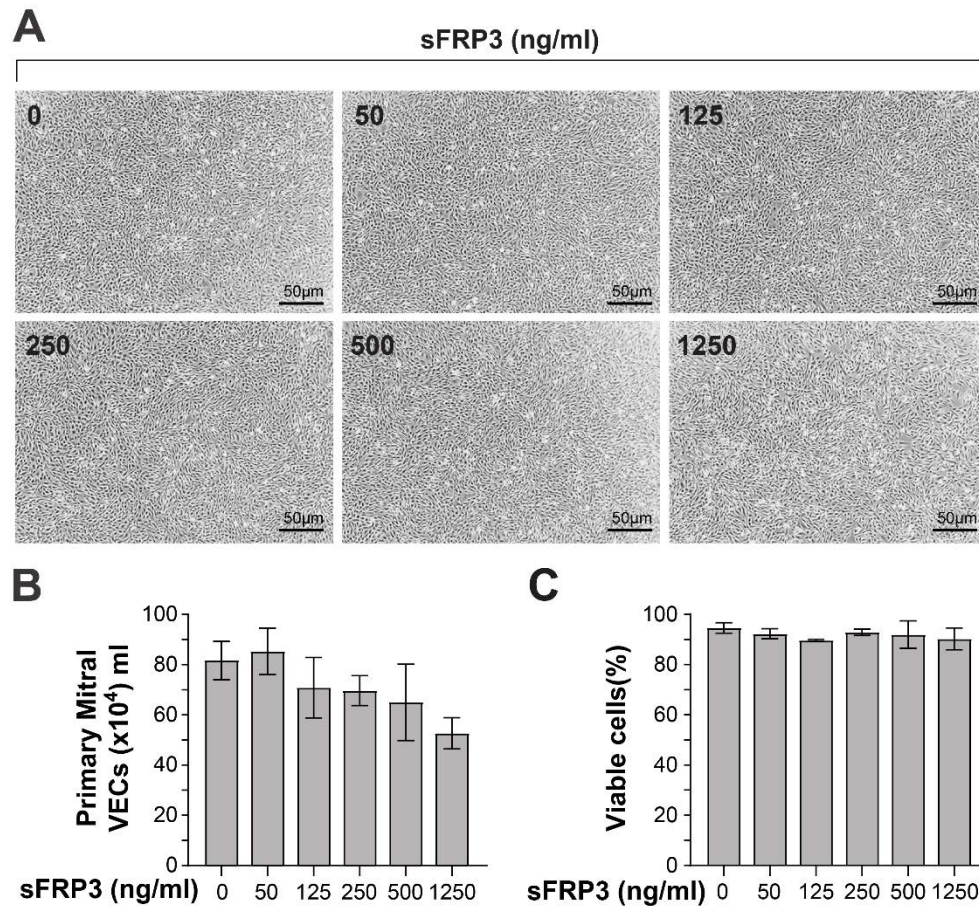 A
sFRP3 (ng/ml)
0
50
125
50µm
50µm
50µm
250
500
1250
50µm
50µm
50µm
B
100
80
60
40
20
0
Primary Mitral
VECs (x10⁴) ml
sFRP3 (ng/ml)
0 50 125 250 500 1250
C
100
80
60
40
20
0
Viable cells(%)
sFRP3 (ng/ml)
0 50 125 250 500 1250